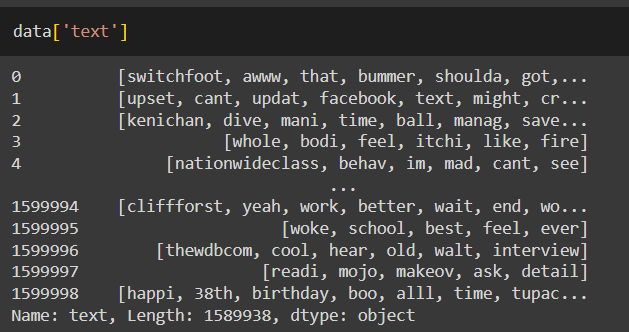 data['text']
0 [switchfoot, awww, that, bummer, shoulda, got,...
1 [upset, cant, updat, facebook, text, might, cr...
2 [kenichan, dive, mani, time, ball, manag, save...
3 [whole, bodi, feel, itchi, like, fire]
4 [nationwideclass, behav, im, mad, cant, see]
...
1599994 [cliffforst, yeah, work, better, wait, end, wo...
1599995 [woke, school, best, feel, ever]
1599996 [thewdbcom, cool, hear, old, walt, interview]
1599997 [readi, mojo, makeov, ask, detail]
1599998 [happi, 38th, birthday, boo, alll, time, tupac...
Name: text, Length: 1589938, dtype: object